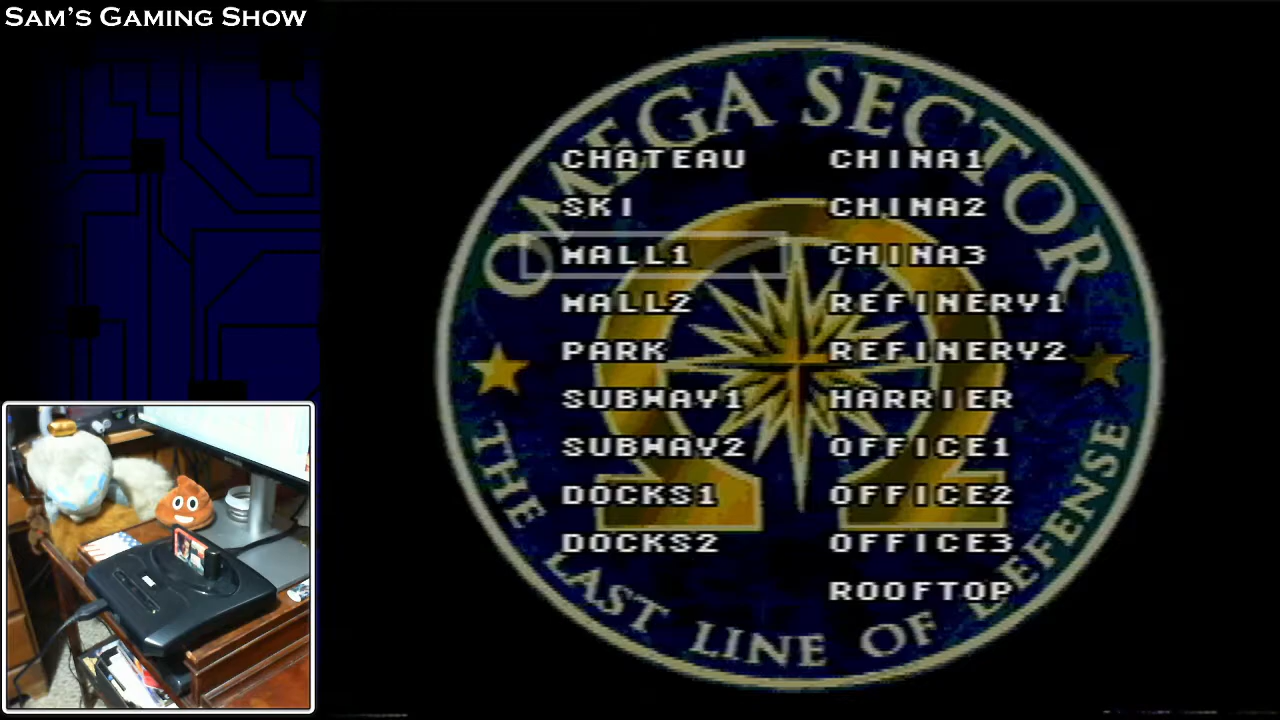 SAM'S GAMING SHOW
OMEGA SECTOR
CHATEAU
SKI
MALL1
MALL2
PARK
SUBWAY1
SUBWAY2
DOCKS1
DOCKS2
CHINA1
CHINA2
CHINA3
REFINERY1
REFINERY2
HARRIER
OFFICE1
OFFICE2
OFFICE3
ROOFTOP
THE LAST LINE OF DEFENSE